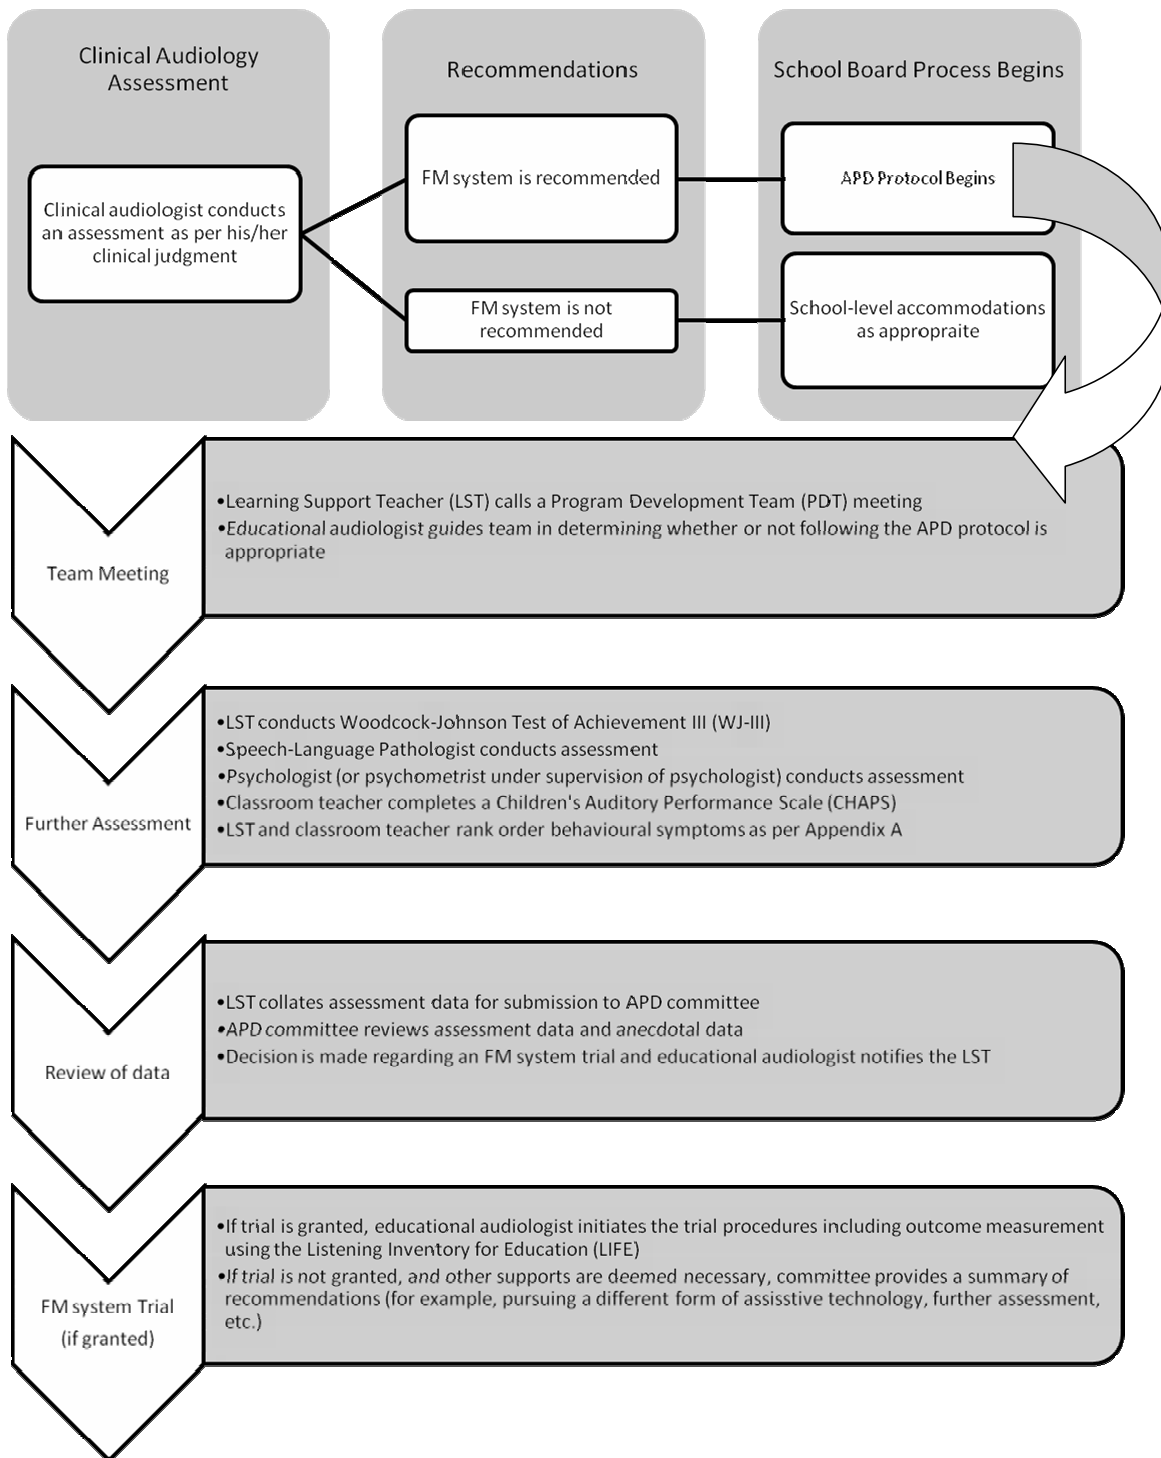 Clinical Audiology
Assessment
Clinical audiologist conducts
an assessment as per his/her
clinical judgment
Recommendations
FM system is recommended
FM system is not
recommended
School Board Process Begins
APD Protocol Begins
School-level accommodations
as appropraite
Team Meeting
•Learning Support Teacher (LST) calls a Program Development Team (PDT) meeting
•Educational audiologist guides team in determining whether or not following the APD protocol is
appropriate
Further Assessment
•LST conducts Woodcock-Johnson Test of Achievement III (WJ-III)
•Speech-Language Pathologist conducts assessment
•Psychologist (or psychometrist under supervision of psychologist) conducts assessment
•Classroom teacher completes a Children's Auditory Performance Scale (CHAPS)
•LST and classroom teacher rank order behavioural symptoms as per Appendix A
Review of data
•LST collates assessment data for submission to APD committee
•APD committee reviews assessment data and anecdotal data
•Decision is made regarding an FM system trial and educational audiologist notifies the LST
FM system Trial
(if granted)
•If trial is granted, educational audiologist initiates the trial procedures including outcome measurement
using the Listening Inventory for Education (LIFE)
•If trial is not granted, and other supports are deemed necessary, committee provides a summary of
recommendations (for example, pursuing a different form of assisstive technology, further assessment,
etc.)